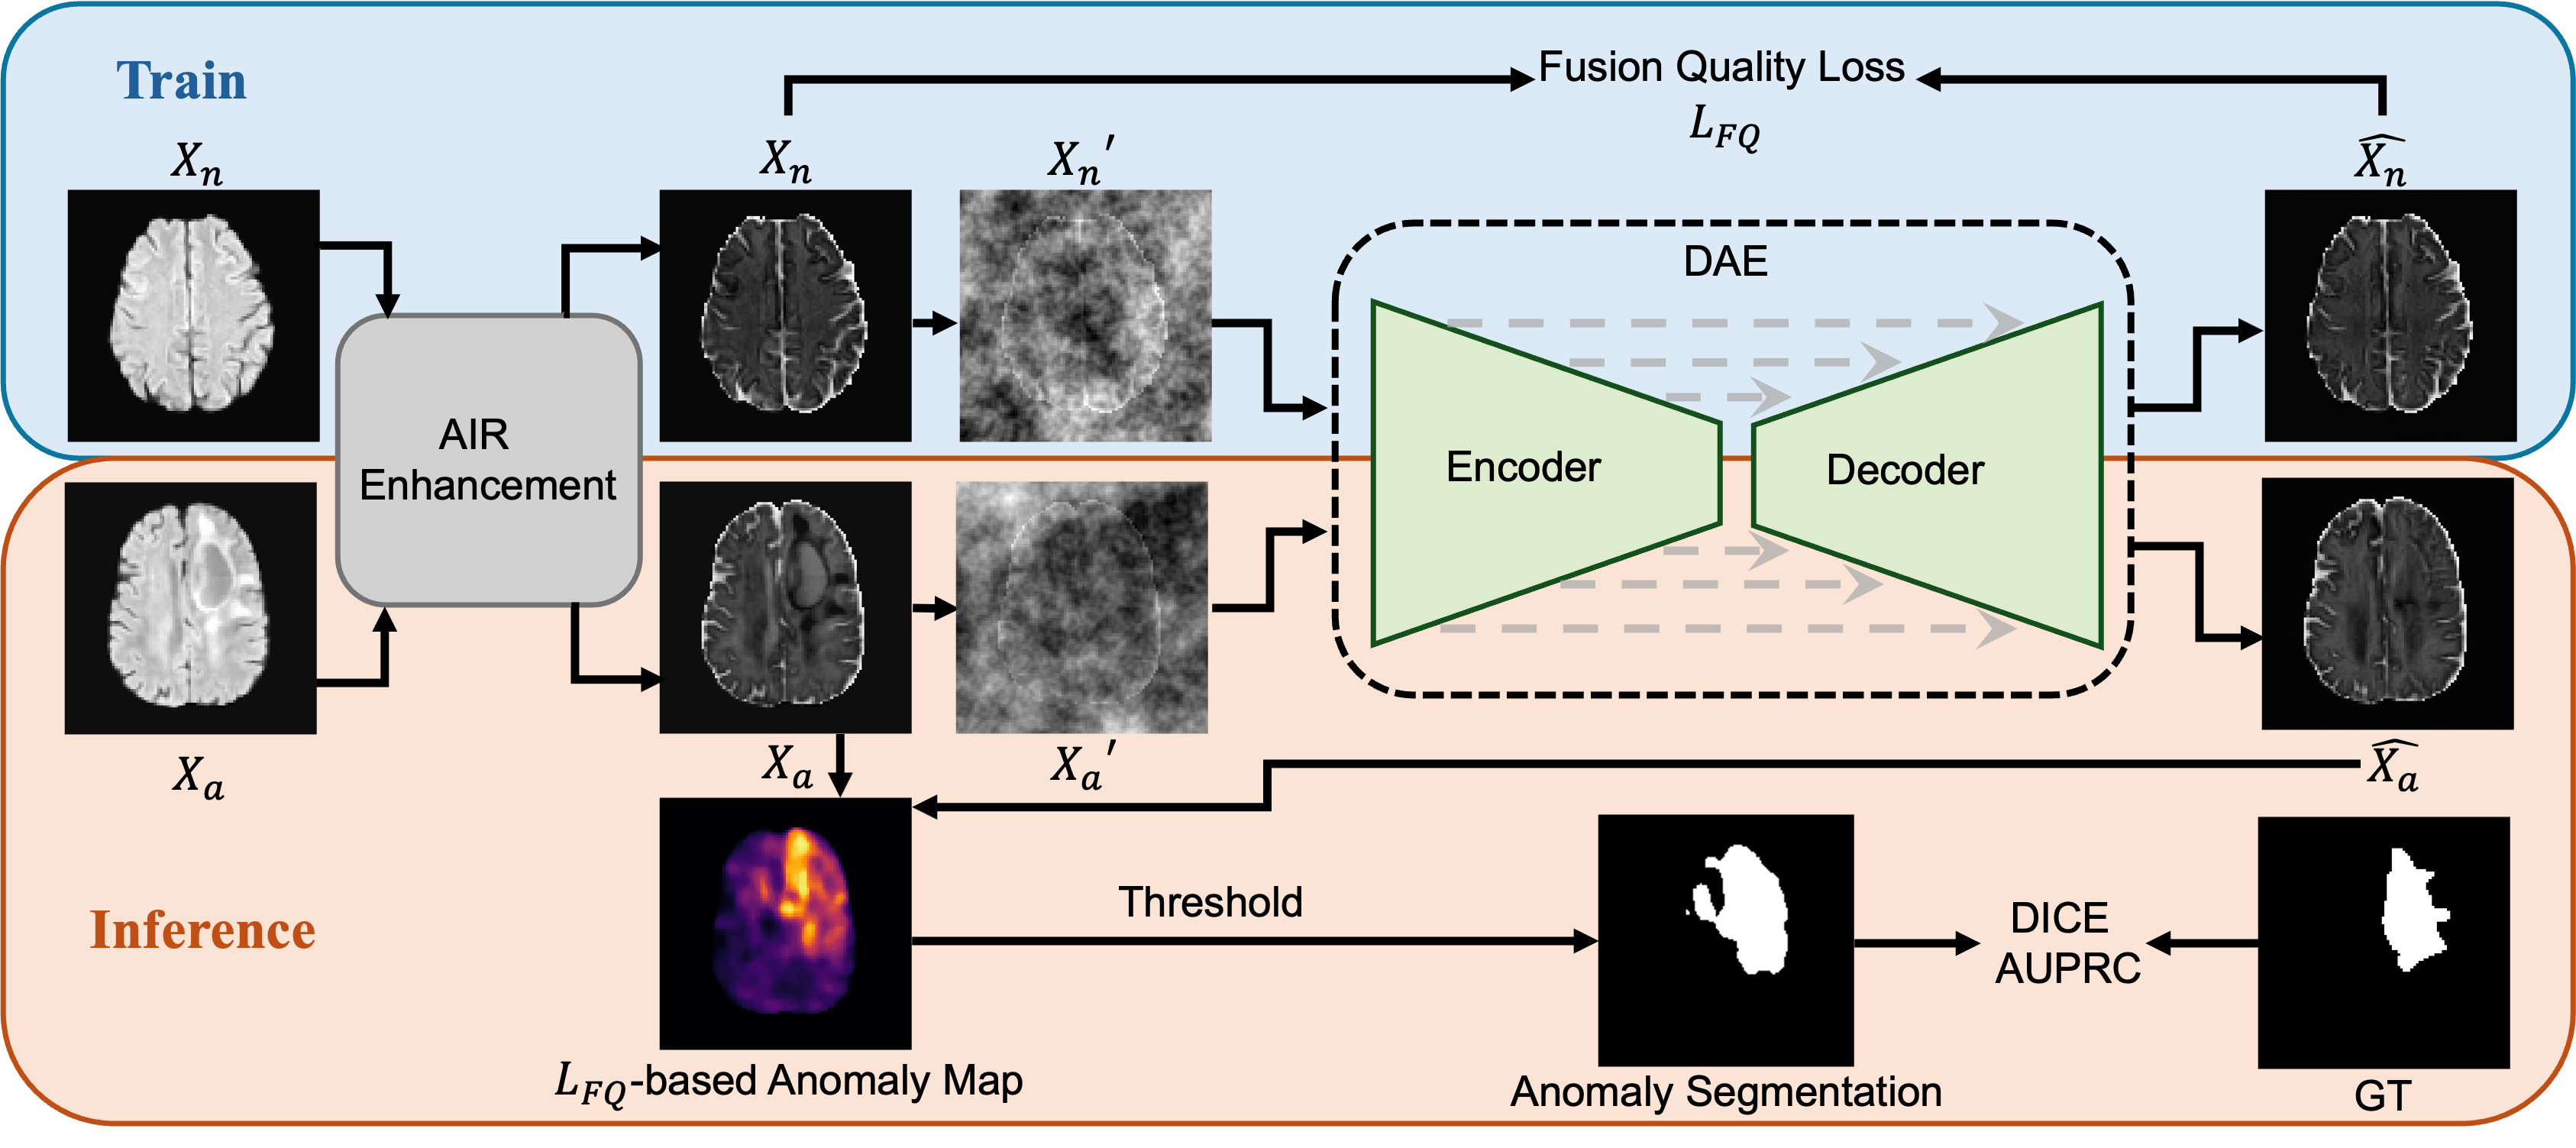 Train
Fusion Quality Loss
L_{FQ}
X_n
X_n
X_n'
\widehat{X_n}
DAE
AIR
Enhancement
Encoder
Decoder
X_a
X_a
X_a'
\widehat{X_a}
Inference
Threshold
DICE
AUPRC
L_{FQ}-based Anomaly Map
Anomaly Segmentation
GT